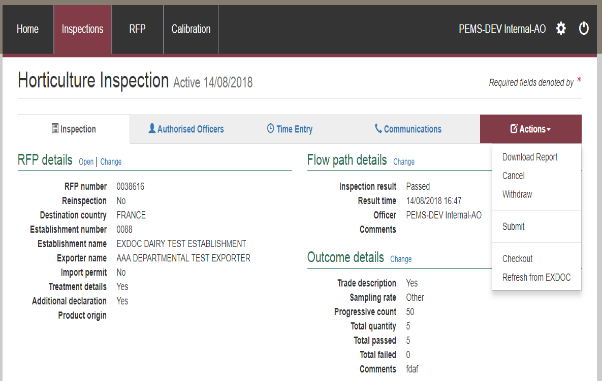 Home Inspections RFP Calibration PEMS-DEV Internal-AO
Horticulture Inspection Active 14/08/2018 Required fields denoted by *
Inspection Authorised Officers Time Entry Communications Actions
RFP details Open | Change
RFP number 0038616
Reinspection No
Destination country FRANCE
Establishment number 0068
Establishment name EXDOC DAIRY TEST ESTABLISHMENT
Exporter name AAA DEPARTMENTAL TEST EXPORTER
Import permit No
Treatment details Yes
Additional declaration Yes
Product origin
Flow path details Change
Inspection result Passed
Result time 14/08/2018 16:47
Officer PEMS-DEV Internal-AO
Comments
Outcome details Change
Trade description Yes
Sampling rate Other
Progressive count 50
Total quantity 5
Total passed 5
Total failed 0
Comments fdaf
Download Report
Cancel
Withdraw
Submit
Checkout
Refresh from EXDOC